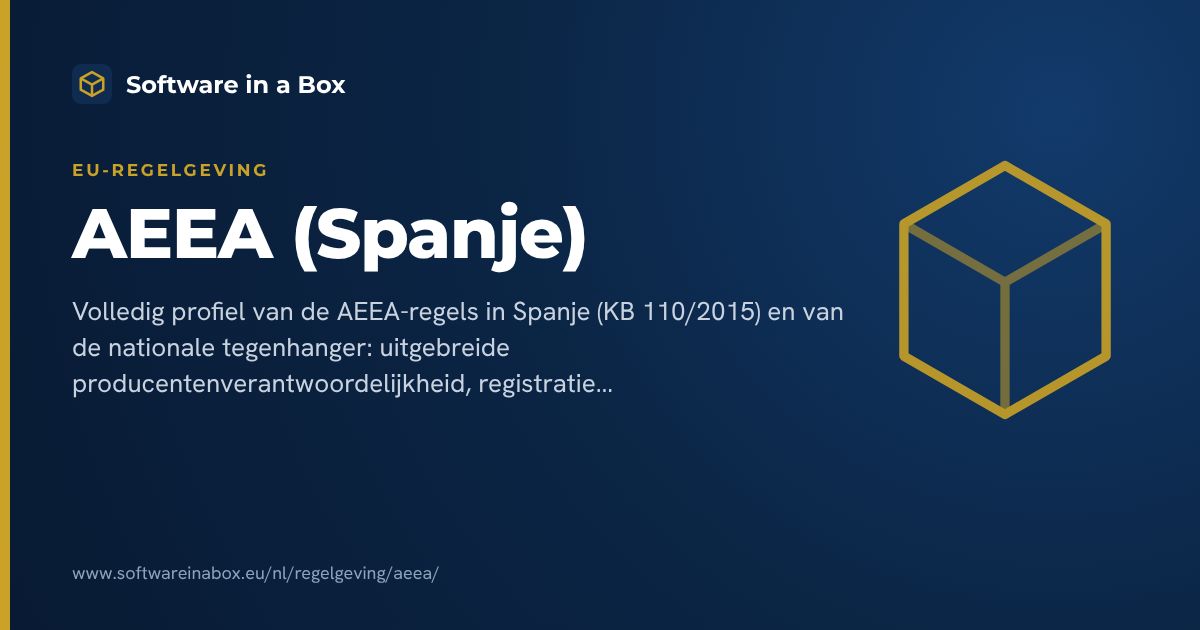 Software in a Box
EU-REGELGEVING
AEEA (Spanje)
Volledig profiel van de AEEA-regels in Spanje (KB 110/2015) en van
de nationale tegenhanger: uitgebreide
producentenverantwoordelijkheid, registratie...
www.softwareinabox.eu/nl/regelgeving/aeea/